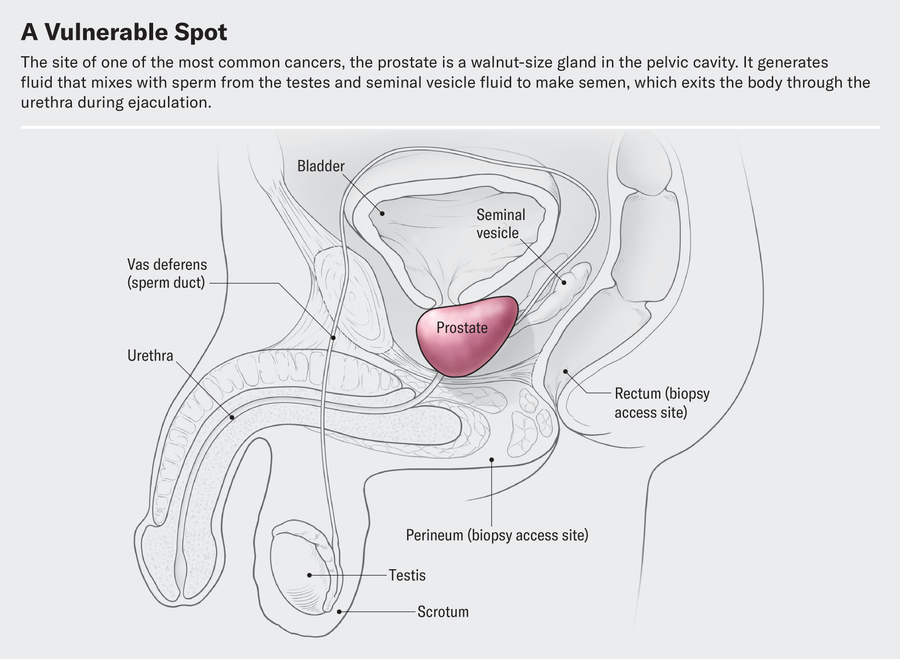 A Vulnerable Spot
The site of one of the most common cancers, the prostate is a walnut-size gland in the pelvic cavity. It generates
fluid that mixes with sperm from the testes and seminal vesicle fluid to make semen, which exits the body through the
urethra during ejaculation.
Bladder
Seminal
vesicle
Vas deferens
(sperm duct)
Prostate
Urethra
Rectum (biopsy
access site)
Perineum (biopsy access site)
Testis
Scrotum